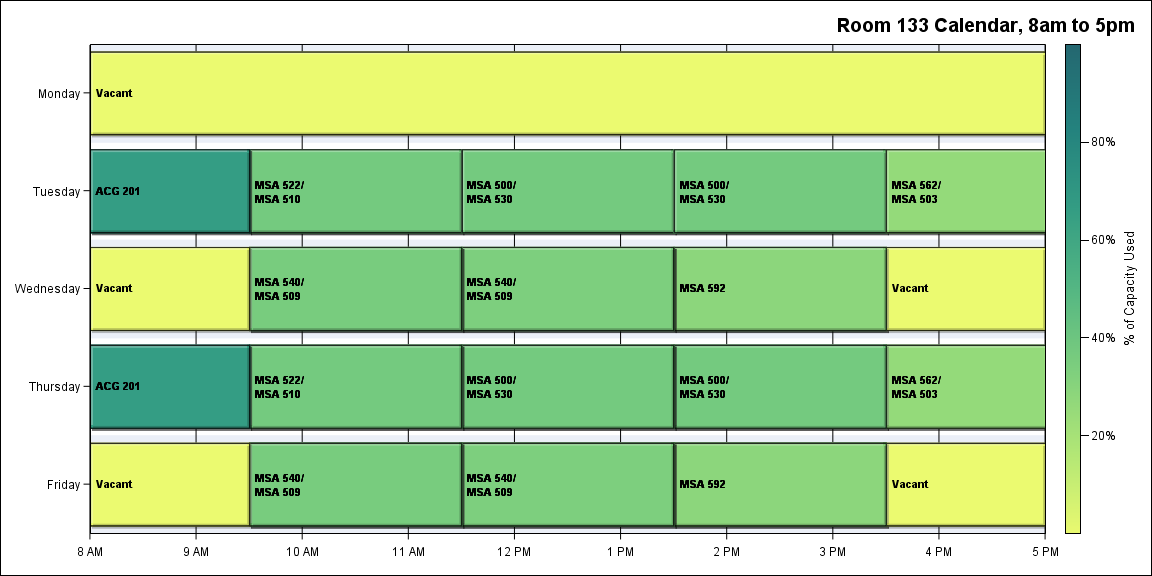 Room 133 Calendar, 8am to 5pm
Monday
Vacant
Tuesday
ACG 201
MSA 522/
MSA 510
MSA 500/
MSA 530
MSA 500/
MSA 530
MSA 562/
MSA 503
Wednesday
Vacant
MSA 540/
MSA 509
MSA 540/
MSA 509
MSA 592
Vacant
Thursday
ACG 201
MSA 522/
MSA 510
MSA 500/
MSA 530
MSA 500/
MSA 530
MSA 562/
MSA 503
Friday
Vacant
MSA 540/
MSA 509
MSA 540/
MSA 509
MSA 592
Vacant
8 AM
9 AM
10 AM
11 AM
12 PM
1 PM
2 PM
3 PM
4 PM
5 PM
80%
60%
40%
20%
% of Capacity Used